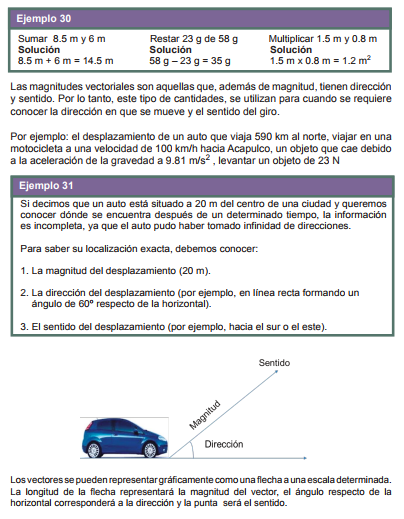 Ejemplo 30
Sumar 8.5 m y 6 m Restar 23 g de 58 g Multiplicar 1.5 m y 0.8 m
Solución Solución Solución
8.5 m + 6 m = 14.5 m 58 g – 23 g = 35 g 1.5 m x 0.8 m = 1.2 m²
Las magnitudes vectoriales son aquellas que, además de magnitud, tienen dirección
y sentido. Por lo tanto, este tipo de cantidades, se utilizan para cuando se requiere
conocer la dirección en que se mueve y el sentido del giro.
Por ejemplo: el desplazamiento de un auto que viaja 590 km al norte, viajar en una
motocicleta a una velocidad de 100 km/h hacia Acapulco, un objeto que cae debido
a la aceleración de la gravedad a 9.81 m/s² , levantar un objeto de 23 N
Ejemplo 31
Si decimos que un auto está situado a 20 m del centro de una ciudad y queremos
conocer dónde se encuentra después de un determinado tiempo, la información
es incompleta, ya que el auto pudo haber tomado infinidad de direcciones.
Para saber su localización exacta, debemos conocer:
1. La magnitud del desplazamiento (20 m).
2. La dirección del desplazamiento (por ejemplo, en línea recta formando un
ángulo de 60º respecto de la horizontal).
3. El sentido del desplazamiento (por ejemplo, hacia el sur o el este).
Sentido
Magnitud
Dirección
Los vectores se pueden representar gráficamente como una flecha a una escala determinada.
La longitud de la flecha representará la magnitud del vector, el ángulo respecto de la
horizontal corresponderá a la dirección y la punta será el sentido.